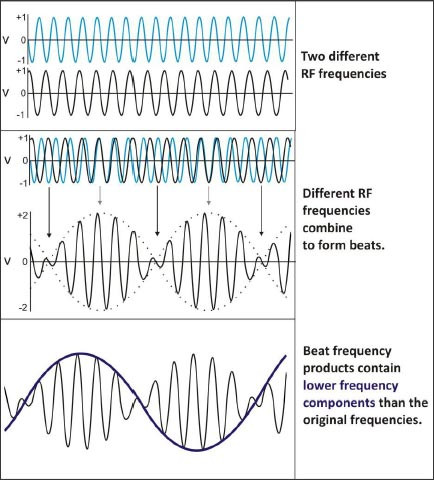 +1
V 0
-1
+1
V 0
-1
Two different
RF frequencies
+1
0
-1
+2
V 0
-2
Different RF
frequencies
combine
to form beats.
Beat frequency
products contain
lower frequency
components than the
original frequencies.